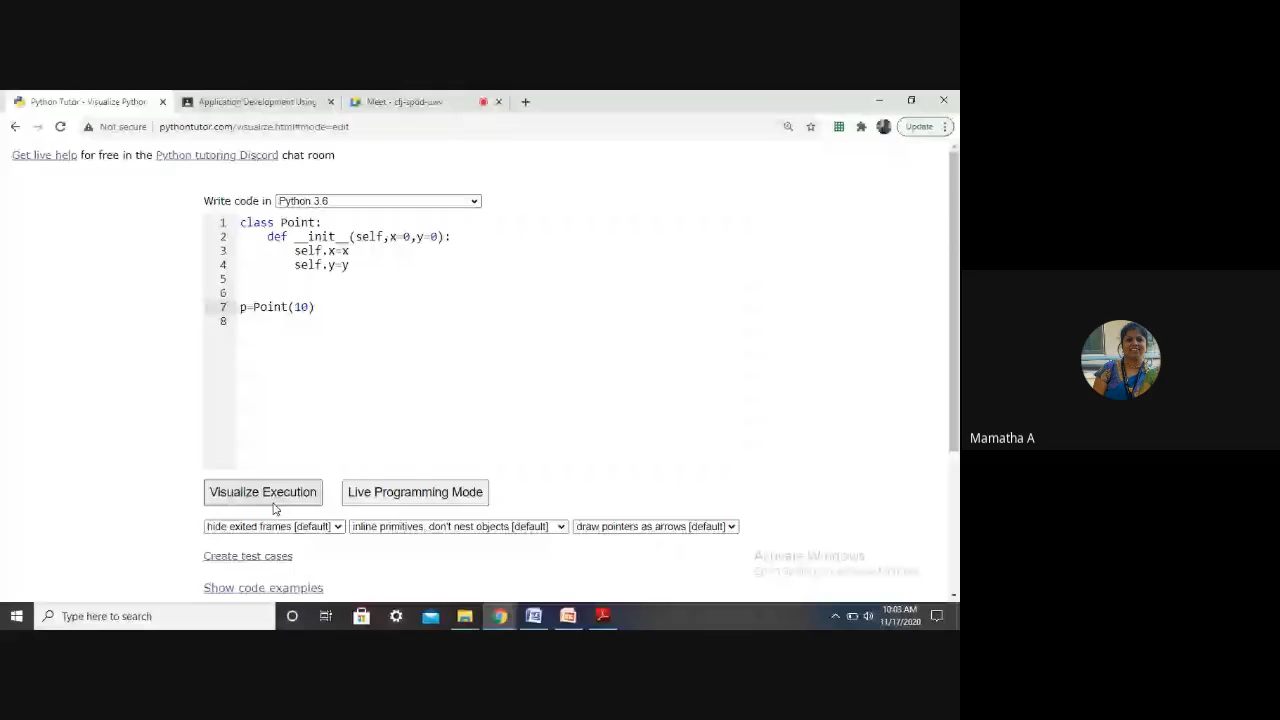 Python Tutor - Visualize Python
Application Development Using
Meet - cfj-spqd-uwv
Not secure | pythontutor.com/visualize.html#mode=edit
Update
Get live help for free in the Python tutoring Discord chat room
Write code in Python 3.6
1 class Point:
2 def __init__(self,x=0,y=0):
3 self.x=x
4 self.y=y
5
6
7 p=Point(10)
8
Visualize Execution
Live Programming Mode
hide exited frames [default]
inline primitives, don't nest objects [default]
draw pointers as arrows [default]
Create test cases
Activate Windows
Show code examples
Mamatha A
Type here to search
10:03 AM
11/17/2020